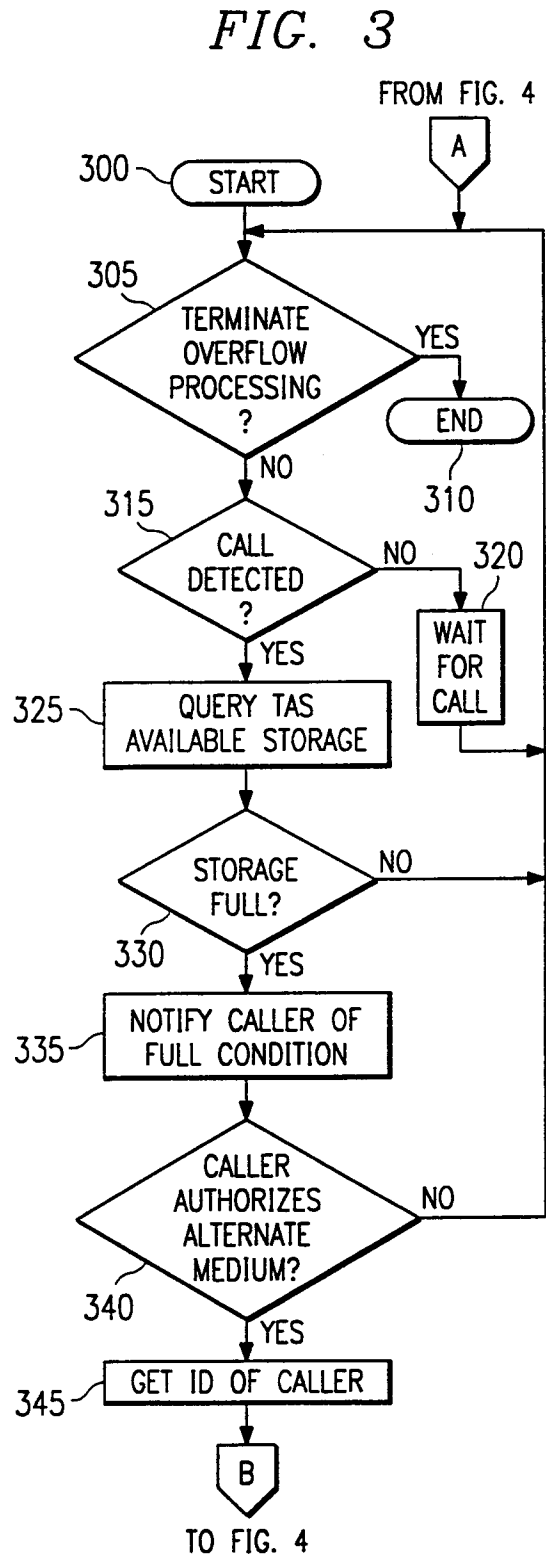 FIG. 3
FROM FIG. 4
A
300
START
305
TERMINATE
OVERFLOW
PROCESSING
?
YES
END
310
NO
315
CALL
DETECTED
?
NO
320
WAIT
FOR
CALL
YES
325
QUERY TAS
AVAILABLE STORAGE
STORAGE
FULL?
NO
330
YES
335
NOTIFY CALLER OF
FULL CONDITION
CALLER
AUTHORIZES
ALTERNATE
MEDIUM?
NO
340
YES
345
GET ID OF CALLER
B
TO FIG. 4